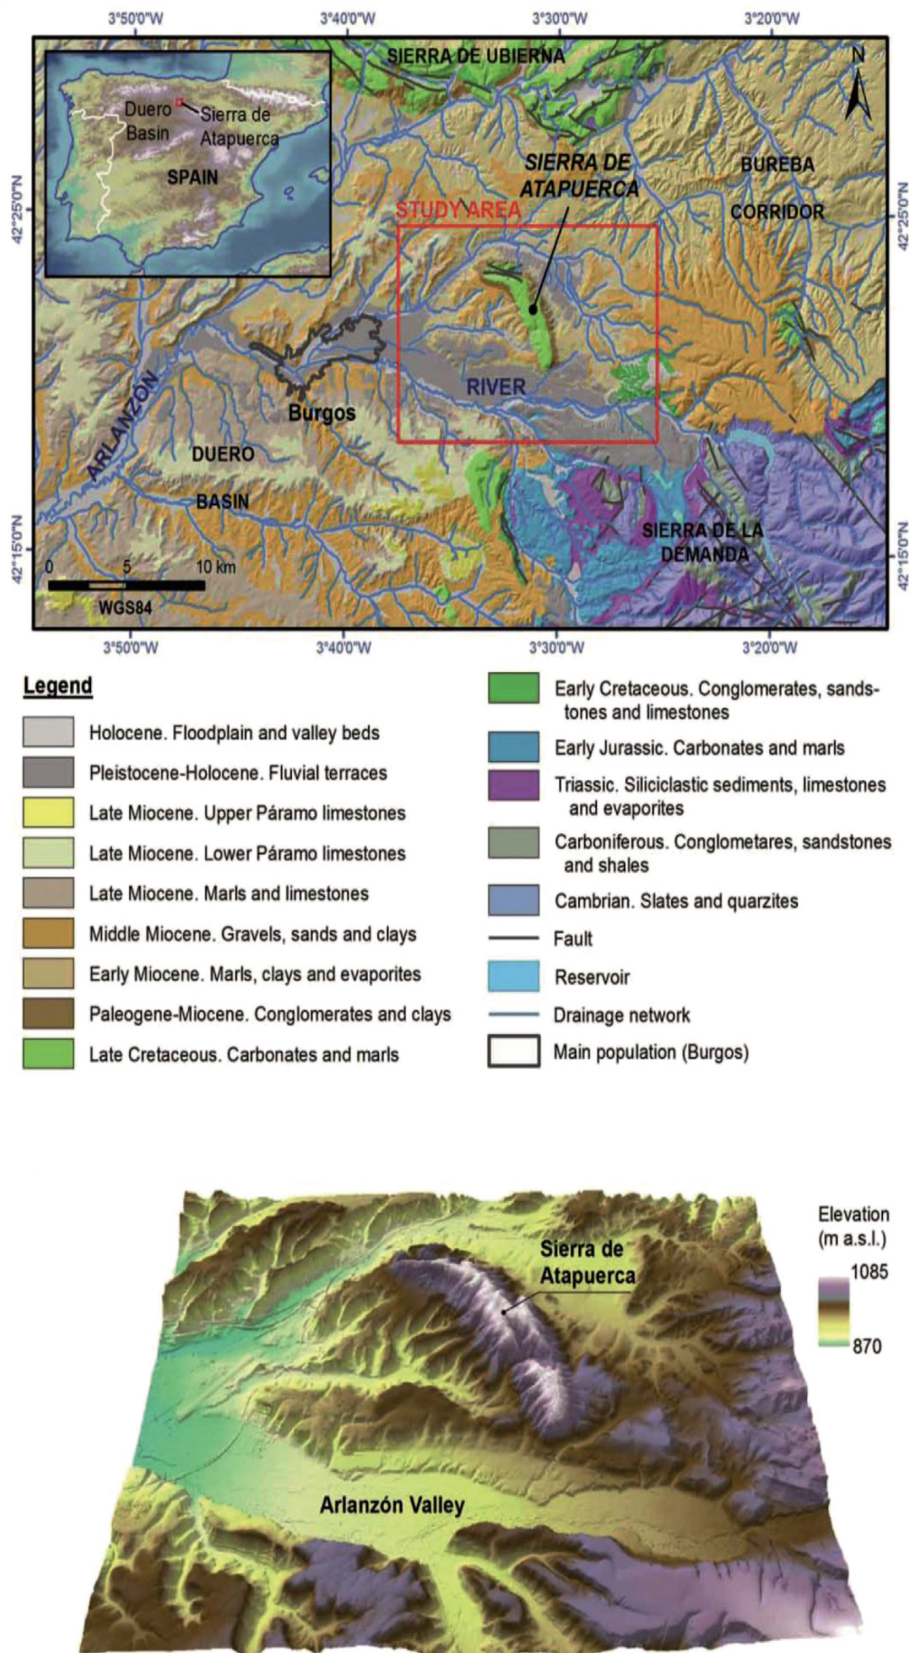 3°50'0"W
3°40'0"W
3°30'0"W
3°20'0"W
SIERRA DE UBIERNA
N
Duero
Basin
Sierra de
Atapuerca
SPAIN
SIERRA DE
ATAPUERCA
BUREBA
CORRIDOR
42°25'0"N
42°25'0"N
STUDY AREA
RIVER
Burgos
ARLANZÓN
DUERO
BASIN
SIERRA DE LA
DEMANDA
42°15'0"N
42°15'0"N
0 5 10 km
WGS84
3°50'0"W
3°40'0"W
3°30'0"W
3°20'0"W
Legend
Holocene. Floodplain and valley beds
Pleistocene-Holocene. Fluvial terraces
Late Miocene. Upper Páramo limestones
Late Miocene. Lower Páramo limestones
Late Miocene. Marls and limestones
Middle Miocene. Gravels, sands and clays
Early Miocene. Marls, clays and evaporites
Paleogene-Miocene. Conglomerates and clays
Late Cretaceous. Carbonates and marls
Early Cretaceous. Conglomerates, sands-
tones and limestones
Early Jurassic. Carbonates and marls
Triassic. Siliciclastic sediments, limestones
and evaporites
Carboniferous. Conglometares, sandstones
and shales
Cambrian. Slates and quarzites
Fault
Reservoir
Drainage network
Main population (Burgos)
Elevation
(m a.s.l.)
1085
870
Sierra de
Atapuerca
Arlanzón Valley